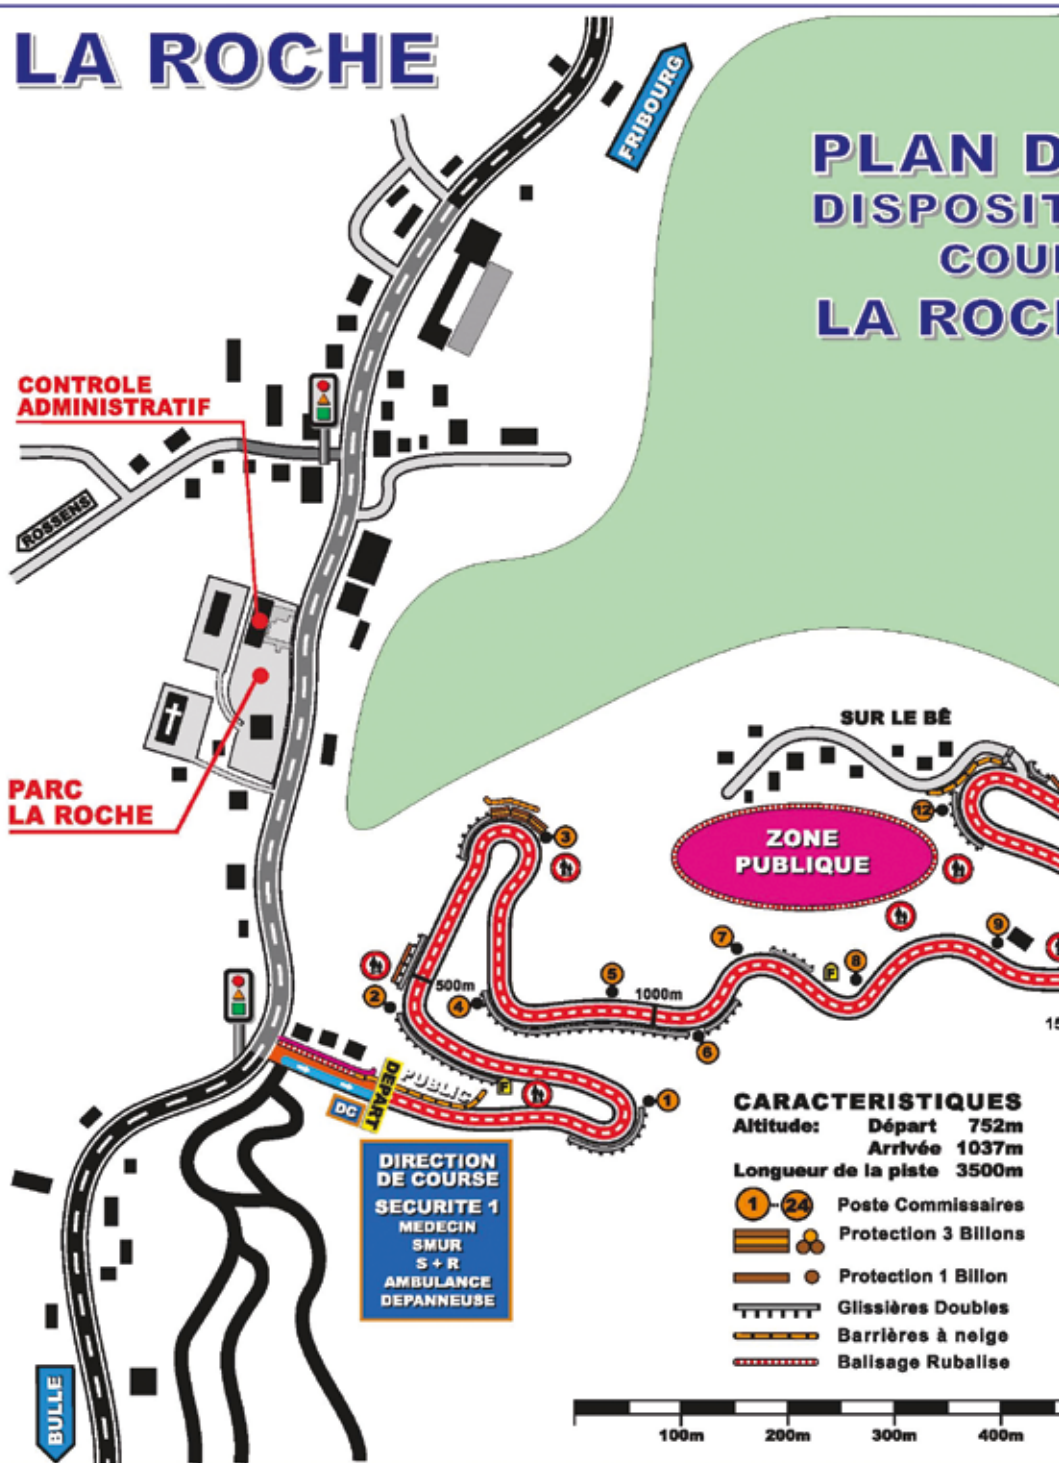 LA ROCHE
FRIBOURG
PLAN D
DISPOSIT
COU
LA ROC
CONTROLE
ADMINISTRATIF
ROSSENS
PARC
LA ROCHE
SUR LE BÊ
ZONE
PUBLIQUE
12
3
7
9
5
8
500m
1000m
2
4
6
F
15
PUBLIC
F
DEPART
DC
1
DIRECTION
DE COURSE
SECURITE 1
MEDECIN
SMUR
S + R
AMBULANCE
DEPANNEUSE
CARACTERISTIQUES
Altitude: Départ 752m
Arrivée 1037m
Longueur de la piste 3500m
1 - 24 Poste Commissaires
Protection 3 Billons
Protection 1 Billon
Glissières Doubles
Barrières à neige
Balisage Rubalise
BULLE
100m 200m 300m 400m